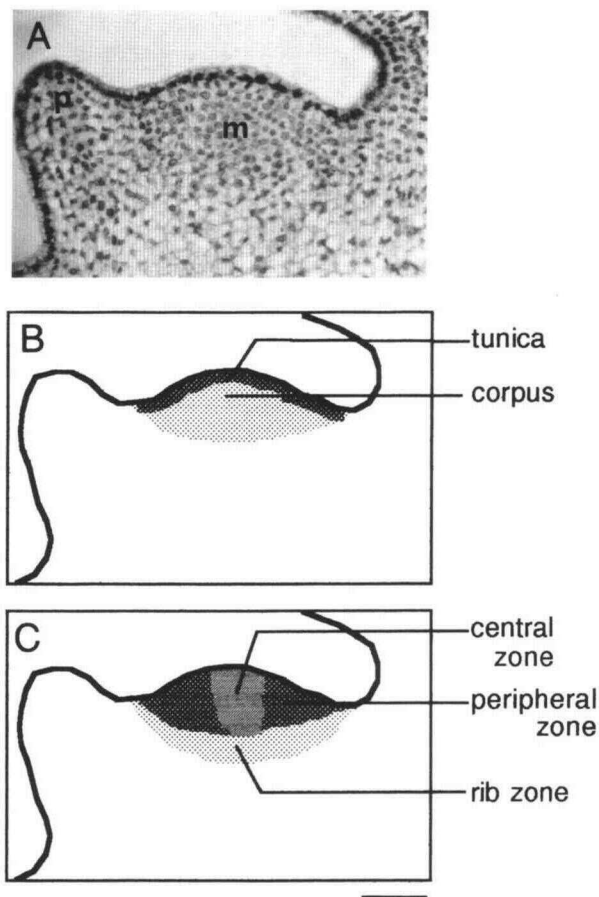 A
p
m
B
tunica
corpus
C
central
zone
peripheral
zone
rib zone